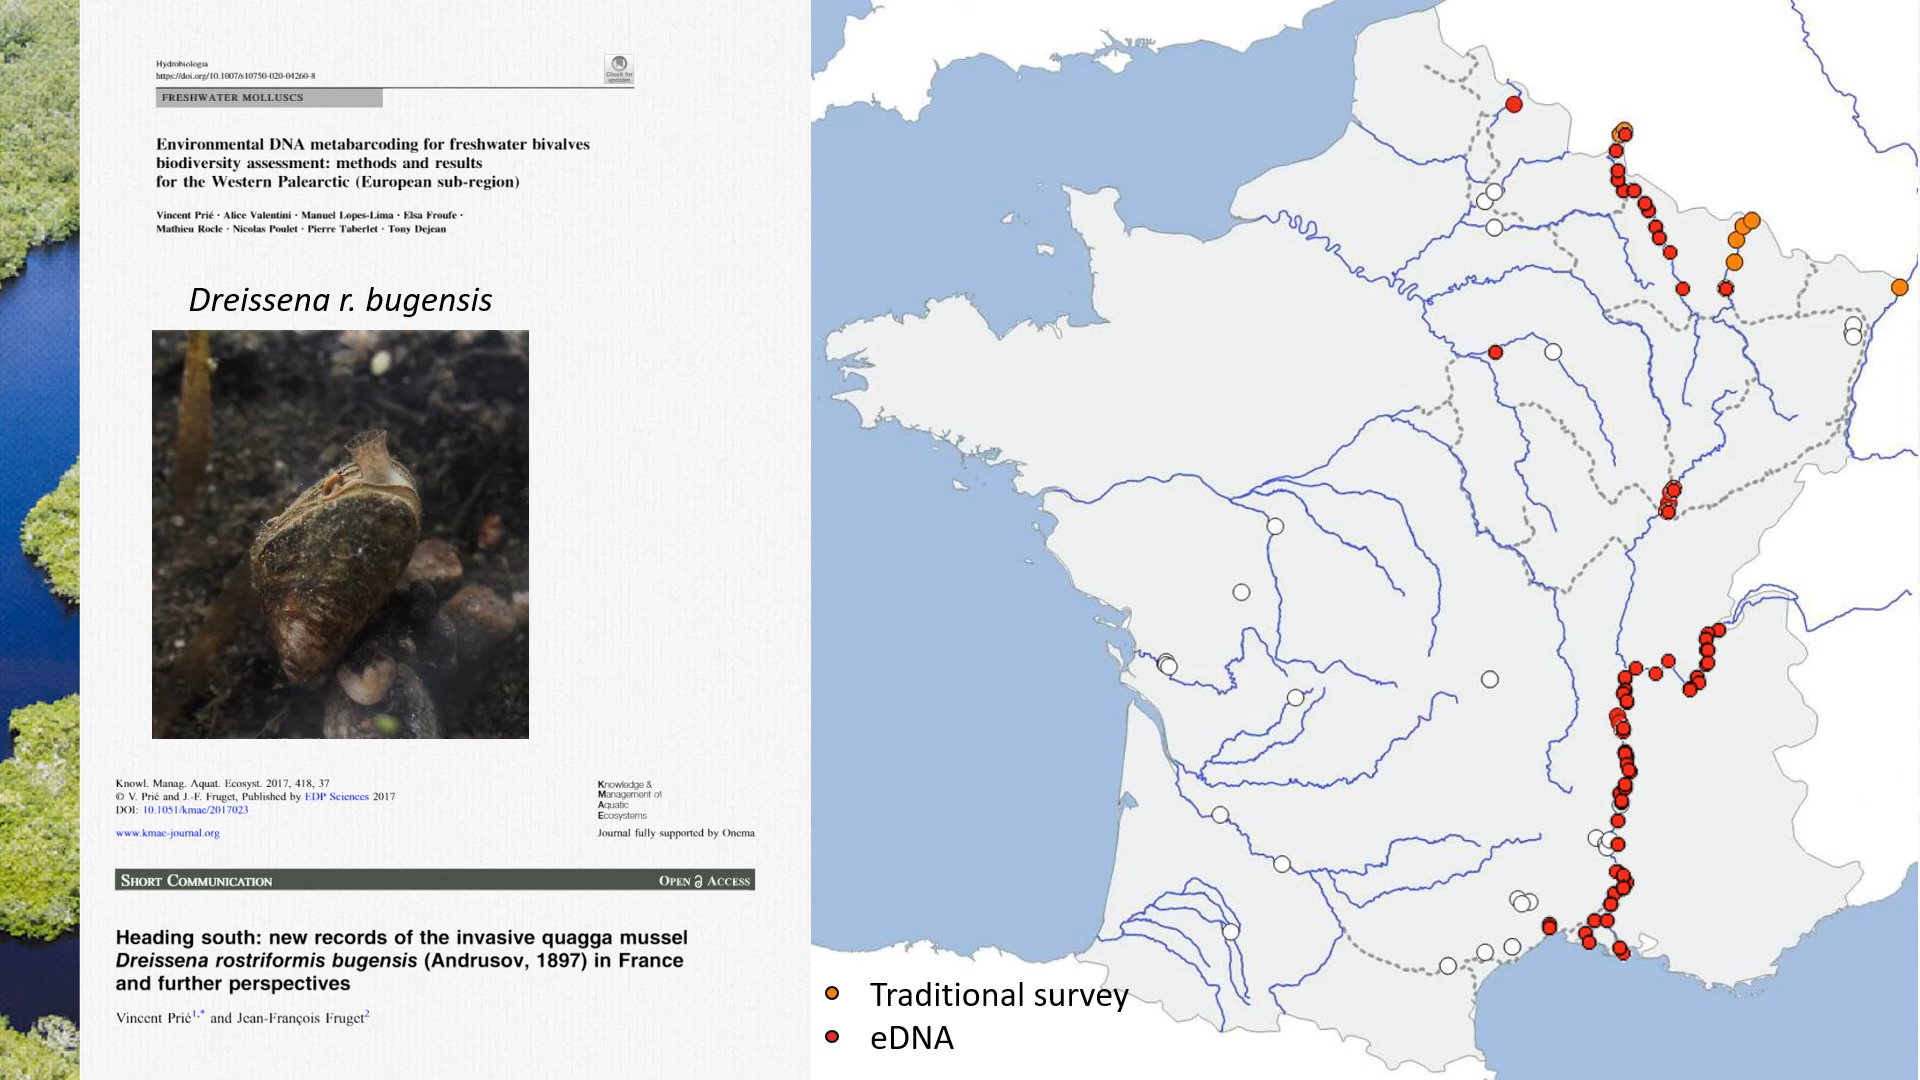 Hydrobiologia
https://doi.org/10.1007/s10750-020-04260-8
Check for
updates
FRESHWATER MOLLUSCS
Environmental DNA metabarcoding for freshwater bivalves
biodiversity assessment: methods and results
for the Western Palearctic (European sub-region)
Vincent Prié · Alice Valentini · Manuel Lopes-Lima · Elsa Froufe ·
Mathieu Rocle · Nicolas Poulet · Pierre Taberlet · Tony Dejean
Dreissena r. bugensis
Knowl. Manag. Aquat. Ecosyst. 2017, 418, 37
© V. Prié and J.-F. Fruget, Published by EDP Sciences 2017
DOI: 10.1051/kmae/2017023
www.kmae-journal.org
Knowledge &
Management of
Aquatic
Ecosystems
Journal fully supported by Onema
SHORT COMMUNICATION
OPEN ACCESS
Heading south: new records of the invasive quagga mussel
Dreissena rostriformis bugensis (Andrusov, 1897) in France
and further perspectives
Vincent Prié1,* and Jean-François Fruget2
Traditional survey
eDNA